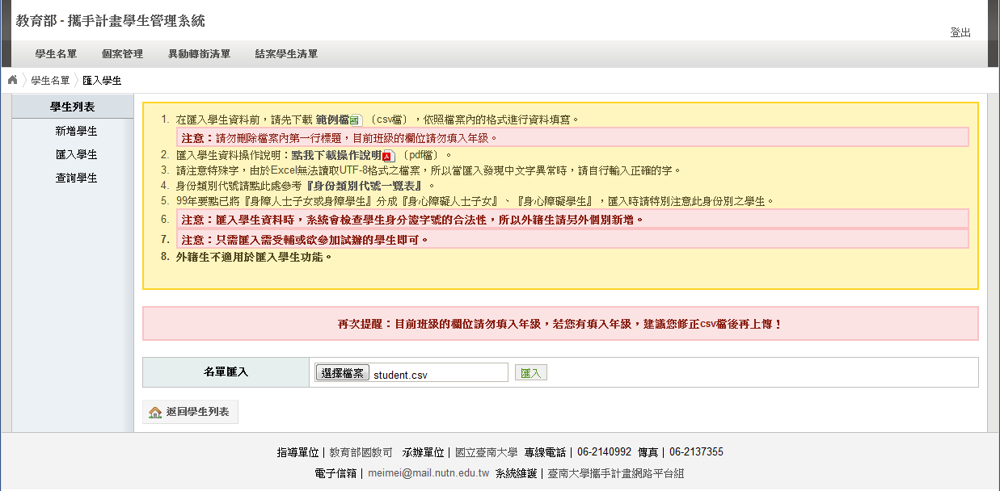 教育部 - 攜手計畫學生管理系統
登出
學生名單 個案管理 異動轉銜清單 結案學生清單
學生名單 匯入學生
學生列表
新增學生
匯入學生
查詢學生
1. 在匯入學生資料前，請先下載 範例檔 〔csv檔〕，依照檔案內的格式進行資料填寫。
注意：請勿刪除檔案內第一行標題，目前班級的欄位請勿填入年級。
2. 匯入學生資料操作說明：點我下載操作說明 〔pdf檔〕。
3. 請注意特殊字，由於Excel無法讀取UTF-8格式之檔案，所以當匯入發現中文字異常時，請自行輸入正確的字。
4. 身份類別代號請點此處參考『身份類別代號一覽表』。
5. 99年要點已將『身障人士子女或身障學生』分成『身心障礙人士子女』、『身心障礙學生』，匯入時請特別注意此身份別之學生。
6. 注意：匯入學生資料時，系統會檢查學生身分證字號的合法性，所以外籍生請另外個別新增。
7. 注意：只需匯入需受輔或欲參加試辦的學生即可。
8. 外籍生不適用於匯入學生功能。
再次提醒：目前班級的欄位請勿填入年級，若您有填入年級，建議您修正csv檔後再上傳！
名單匯入 選擇檔案 student.csv 匯入
返回學生列表
指導單位 | 教育部國教司 承辦單位 | 國立臺南大學 專線電話 | 06-2140992 傳真 | 06-2137355
電子信箱 | meimei@mail.nutn.edu.tw 系統維護 | 臺南大學攜手計畫網路平台組